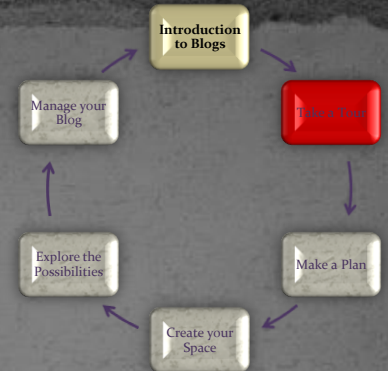 Introduction
to Blogs
Take a Tour
Make a Plan
Create your
Space
Explore the
Possibilities
Manage your
Blog